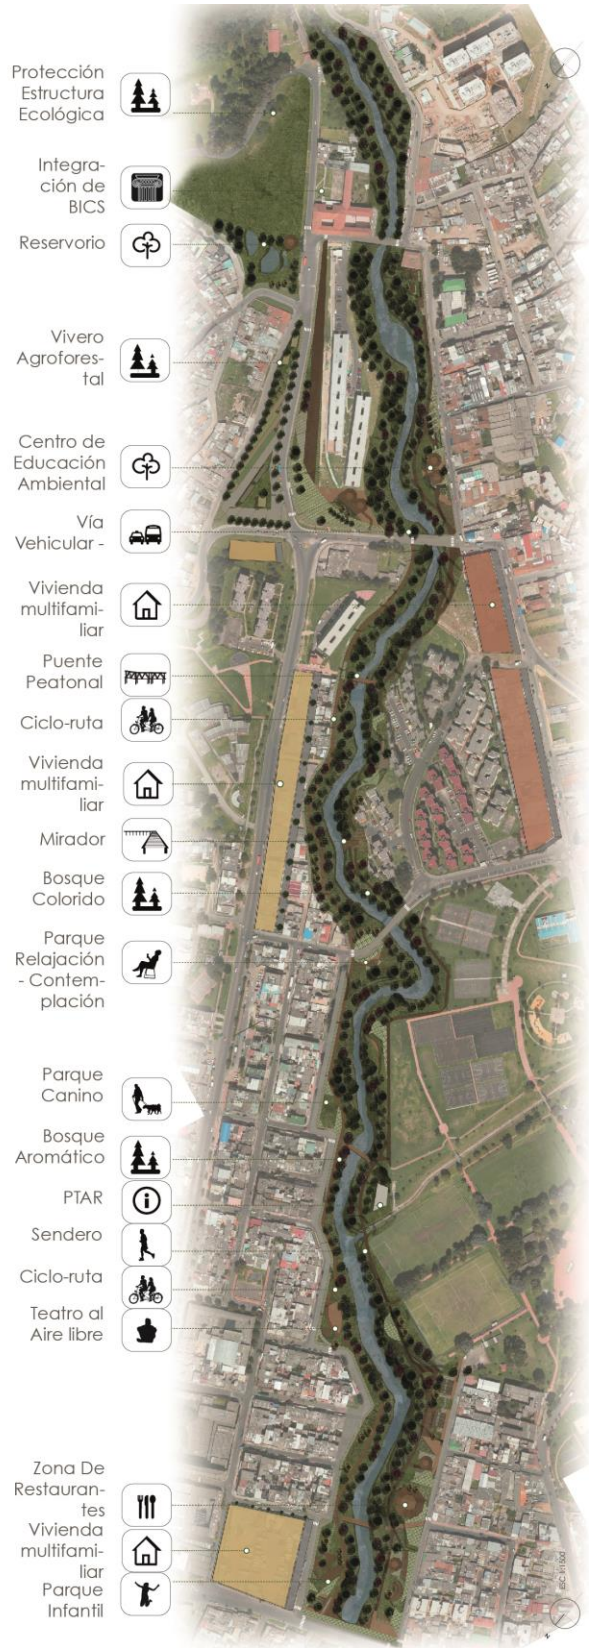 Protección
Estructura
Ecológica
Integra-
ción de
BICS
Reservorio
Vivero
Agrofores-
tal
Centro de
Educación
Ambiental
Vía
Vehicular -
Vivienda
multifami-
liar
Puente
Peatonal
Ciclo-ruta
Vivienda
multifami-
liar
Mirador
Bosque
Colorido
Parque
Relajación
- Contem-
plación
Parque
Canino
Bosque
Aromático
PTAR
Sendero
Ciclo-ruta
Teatro al
Aire libre
Zona De
Restauran-
tes
Vivienda
multifami-
liar
Parque
Infantil
N
N